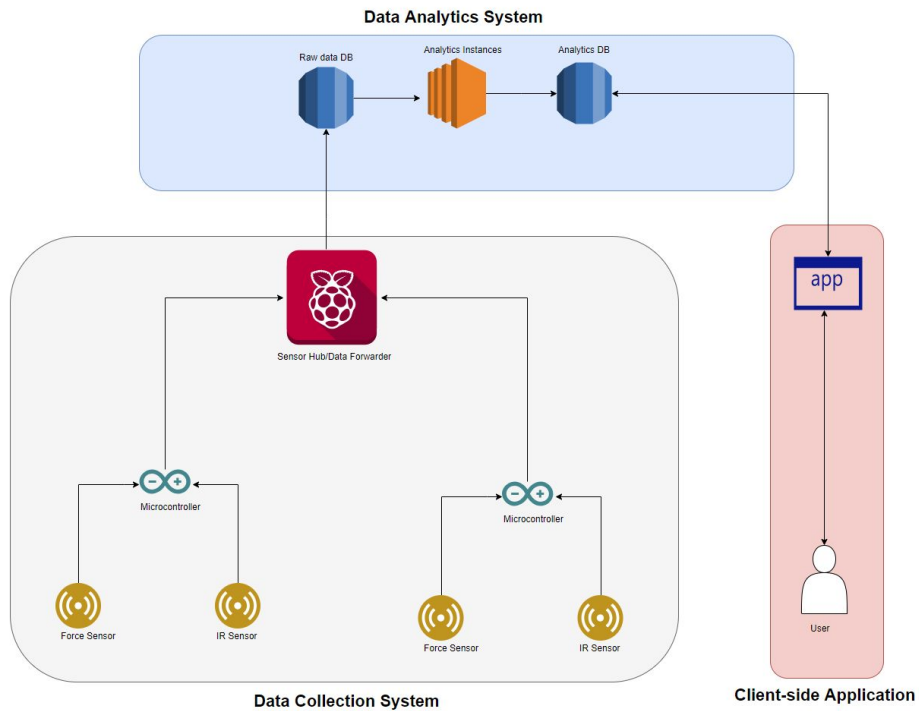 Data Analytics System
Raw data DB
Analytics Instances
Analytics DB
app
Sensor Hub/Data Forwarder
Microcontroller
Microcontroller
Force Sensor
IR Sensor
Force Sensor
IR Sensor
User
Data Collection System
Client-side Application